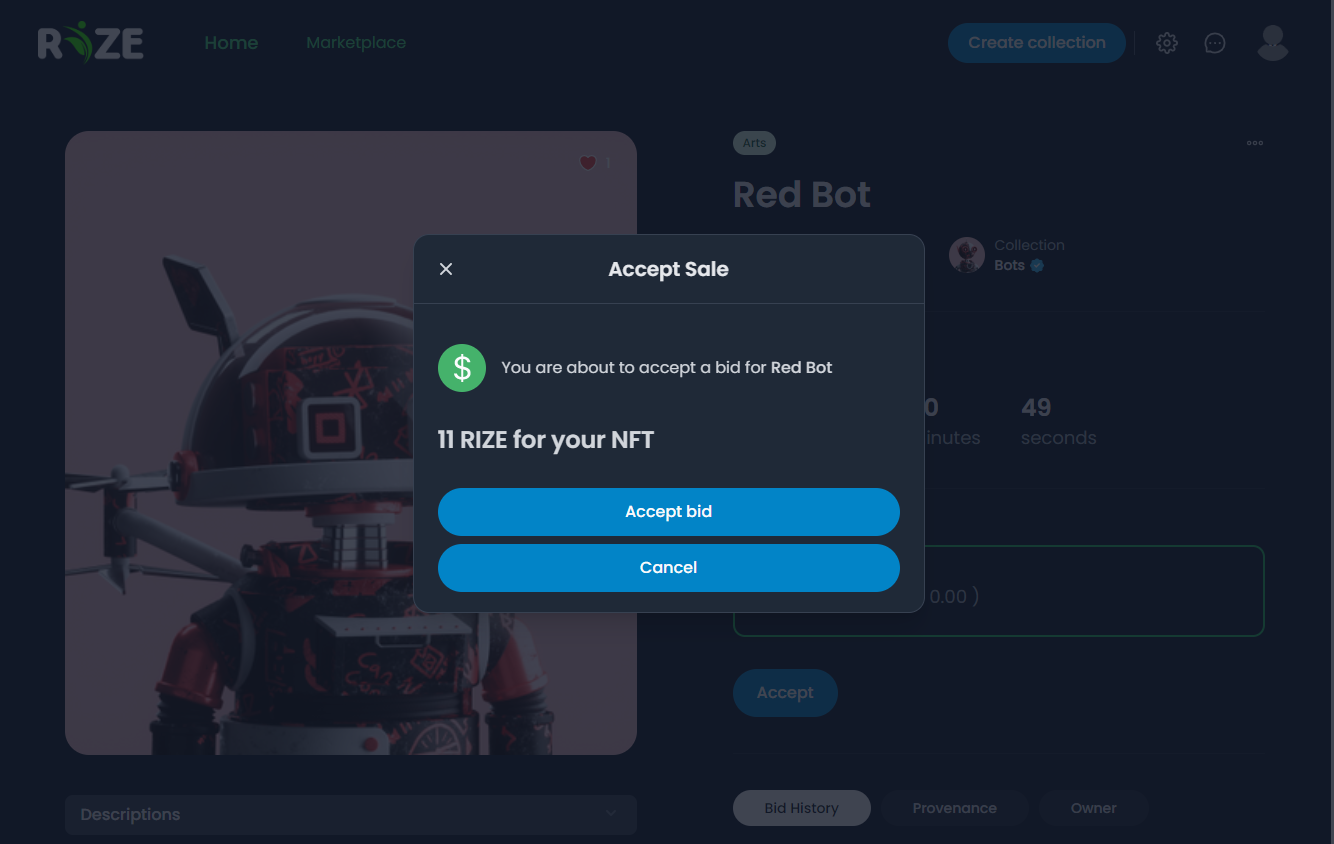 RIZE
Home
Marketplace
Create collection
1
Arts
Red Bot
Collection
Bots
Accept Sale
$
You are about to accept a bid for Red Bot
11 RIZE for your NFT
Accept bid
Cancel
0
49
inutes
seconds
0.00 )
Accept
Descriptions
Bid History
Provenance
Owner